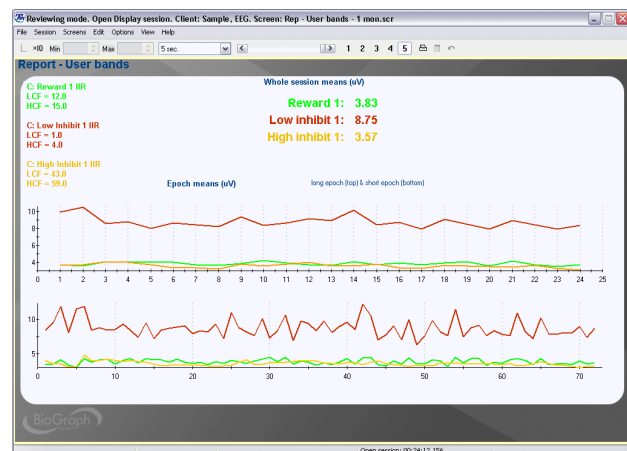 Reviewing mode. Open Display session. Client: Sample, EEG. Screen: Rep - User bands - 1 mon.scr
File Session Screens Edit Options View Help
×10 Min Max 5 sec. 1 2 3 4 5
Report - User bands
C: Reward 1 IIR
LCF = 12.0
HCF = 15.0
C: Low Inhibit 1 IIR
LCF = 1.0
HCF = 4.0
C: High Inhibit 1 IIR
LCF = 43.0
HCF = 59.0
Whole session means (uV)
Reward 1: 3.83
Low inhibit 1: 8.75
High inhibit 1: 3.57
Epoch means (uV)
long epoch (top) & short epoch (bottom)
10
8
6
4
0 1 2 3 4 5 6 7 8 9 10 11 12 13 14 15 16 17 18 19 20 21 22 23 24 25
10
5
0 10 20 30 40 50 60 70
BioGraph
Open session: 00:24:12.156